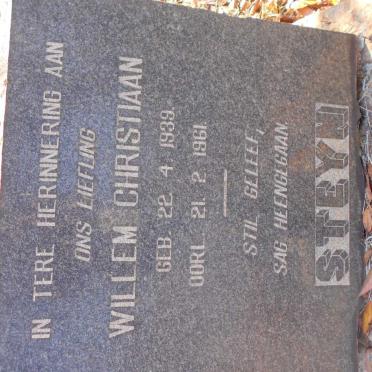 IN TERE HERINNERING AAN
ONS LIEFLING
WILLEM CHRISTIAAN
GEB 22. 4. 1939.
OORL 21. 2. 1961.
STIL GELEEF,
SAG HEENGEGAAN.
STEYN